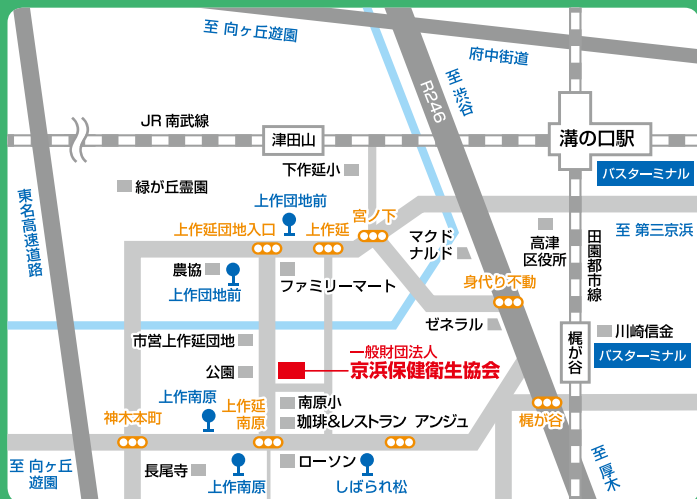 至 向ヶ丘遊園
府中街道
至 渋谷
R246
JR 南武線
津田山
溝の口駅
バスターミナル
下作延小
緑が丘霊園
上作団地前
宮ノ下
上作延団地入口
上作延
マクド
ナルド
高津
区役所
至 第三京浜
東名高速道路
田園都市線
農協
上作団地前
ファミリーマート
身代り不動
ゼネラル
川崎信金
バスターミナル
梶が谷
市営上作延団地
一般財団法人
京浜保健衛生協会
公園
上作南原
上作延
南原
南原小
珈琲&レストラン アンジュ
神木本町
梶が谷
至 向ヶ丘
遊園
長尾寺
上作南原
ローソン
しばられ松
至 厚木